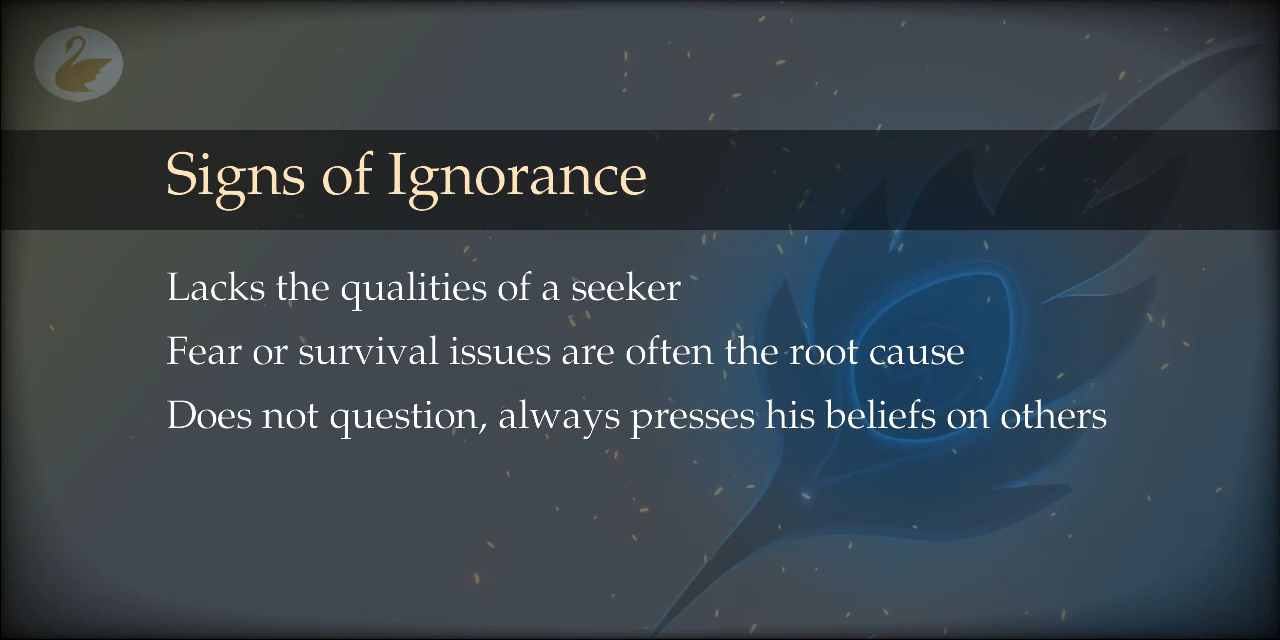 Signs of Ignorance
Lacks the qualities of a seeker
Fear or survival issues are often the root cause
Does not question, always presses his beliefs on others